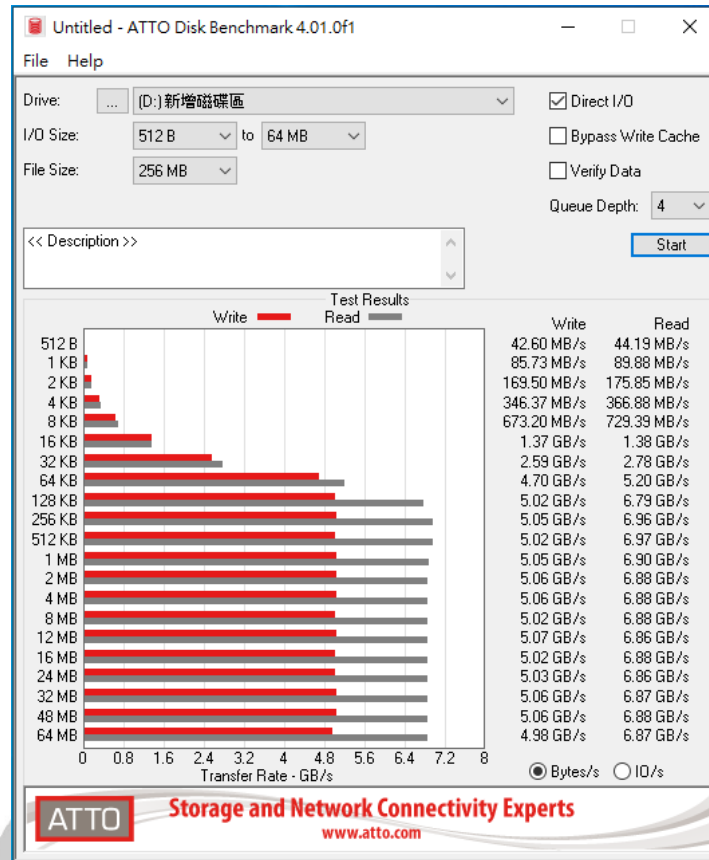 Untitled - ATTO Disk Benchmark 4.01.0f1
File Help
Drive: ... (D:)新增磁碟區 Direct I/O
I/O Size: 512 B to 64 MB Bypass Write Cache
File Size: 256 MB Verify Data
Queue Depth: 4
<< Description >> Start
Test Results
Write Read Write Read
512 B 42.60 MB/s 44.19 MB/s
1 KB 85.73 MB/s 89.88 MB/s
2 KB 169.50 MB/s 175.85 MB/s
4 KB 346.37 MB/s 366.88 MB/s
8 KB 673.20 MB/s 729.39 MB/s
16 KB 1.37 GB/s 1.38 GB/s
32 KB 2.59 GB/s 2.78 GB/s
64 KB 4.70 GB/s 5.20 GB/s
128 KB 5.02 GB/s 6.79 GB/s
256 KB 5.05 GB/s 6.96 GB/s
512 KB 5.02 GB/s 6.97 GB/s
1 MB 5.05 GB/s 6.90 GB/s
2 MB 5.06 GB/s 6.88 GB/s
4 MB 5.06 GB/s 6.88 GB/s
8 MB 5.02 GB/s 6.88 GB/s
12 MB 5.07 GB/s 6.86 GB/s
16 MB 5.02 GB/s 6.88 GB/s
24 MB 5.03 GB/s 6.86 GB/s
32 MB 5.06 GB/s 6.87 GB/s
48 MB 5.06 GB/s 6.88 GB/s
64 MB 4.98 GB/s 6.87 GB/s
0 0.8 1.6 2.4 3.2 4 4.8 5.6 6.4 7.2 8
Transfer Rate - GB/s Bytes/s IO/s
ATTO Storage and Network Connectivity Experts
www.atto.com